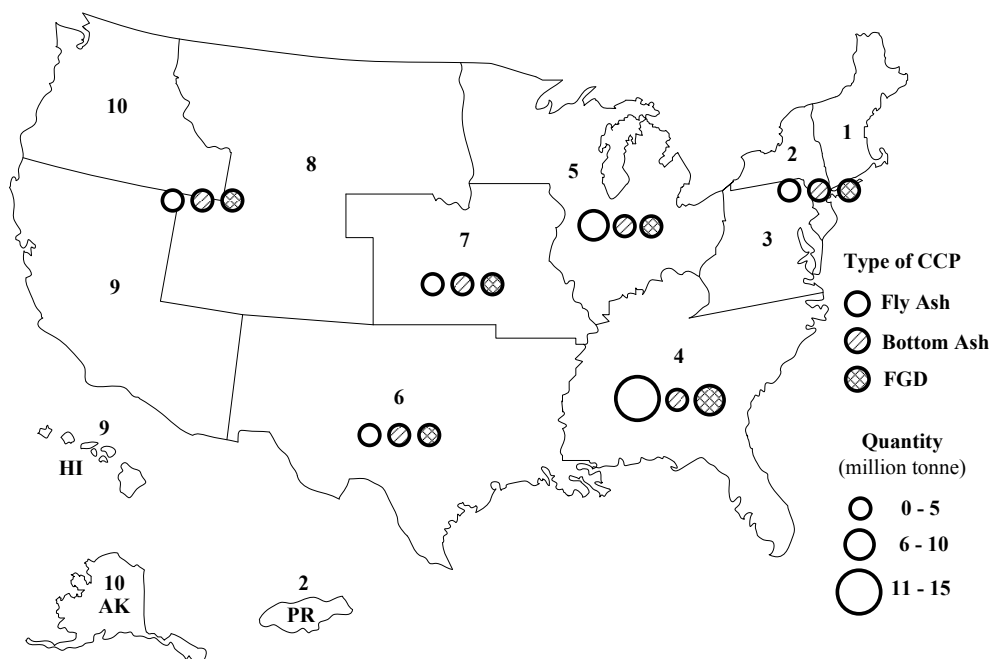 10
1
2
8
5
7
3
9
4
6
9
HI
10
AK
2
PR
Type of CCP
Fly Ash
Bottom Ash
FGD
Quantity
(million tonne)
0 - 5
6 - 10
11 - 15